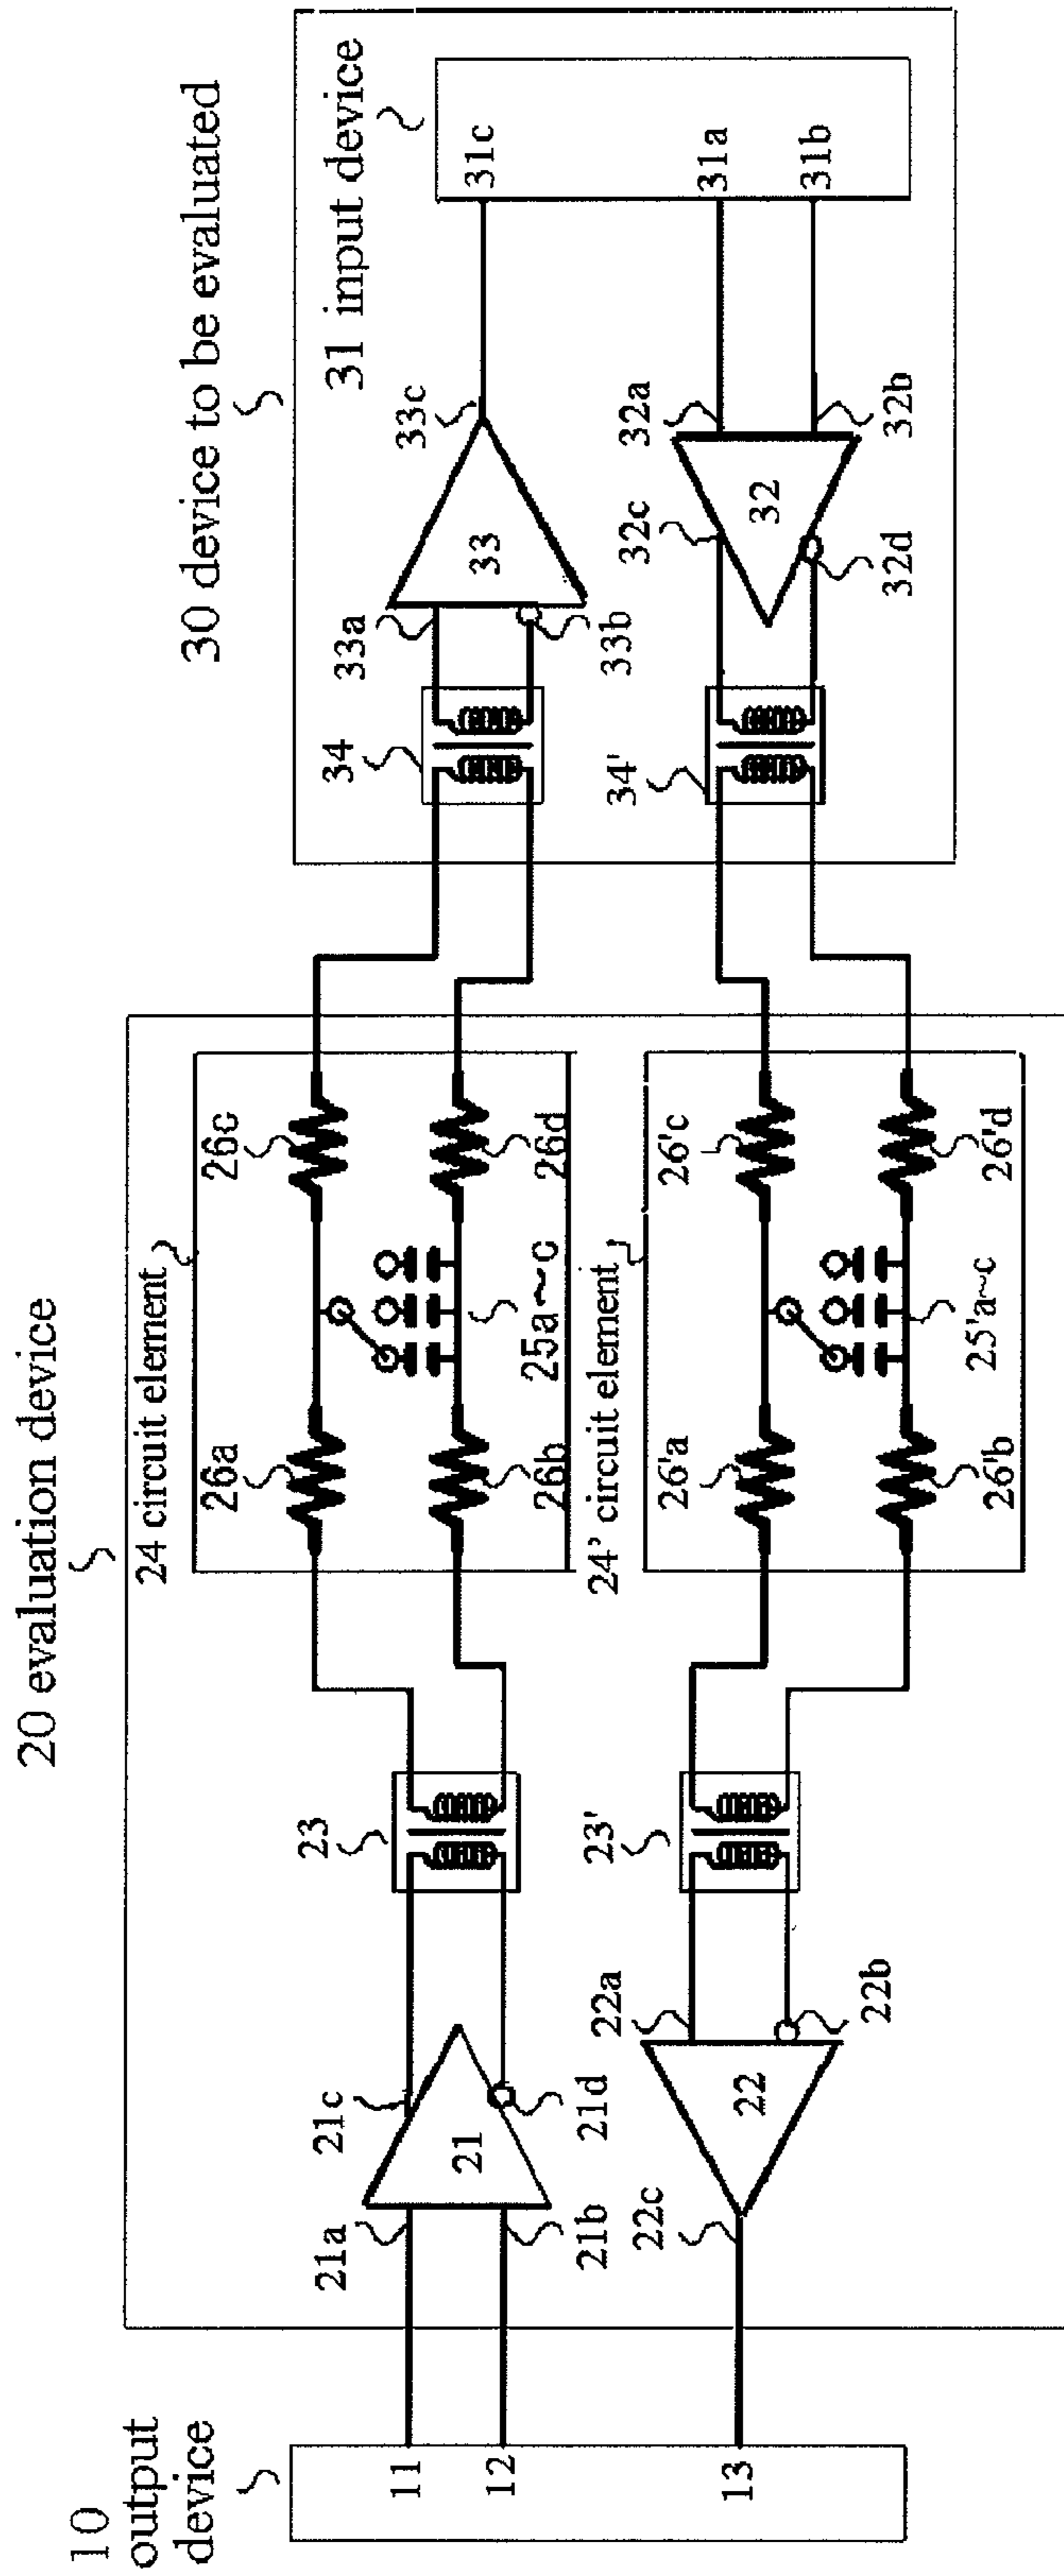 20 evaluation device
30 device to be evaluated
10
output
device
24 circuit element
31 input device
26a
26c
21a
21c
23
34
33a
33c
31c
11
21
33
12
21b
21d
26b
25a~c
26d
33b
24' circuit element
22c
22a
23'
34'
32c
32a
31a
26'a
26'c
13
22
32
31b
22b
26'b
25'a~c
26'd
32d
32b